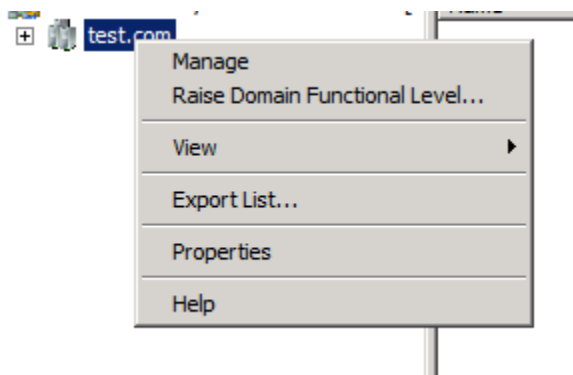 test.com
Manage
Raise Domain Functional Level...
View
Export List...
Properties
Help